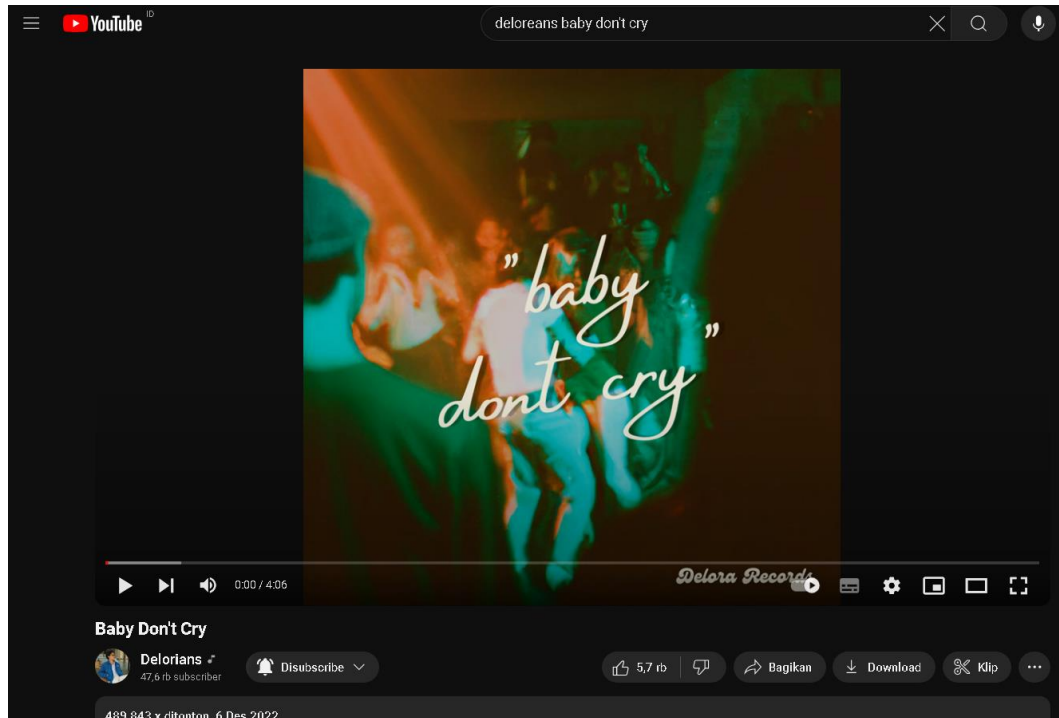 YouTube ID
deloreans baby don't cry
"baby
dont cry"
Delora Records
0:00 / 4:06
Baby Don't Cry
Delorians
47,6 rb subscriber
Disubscribe
5,7 rb
Bagikan
Download
Klip
489.843 x ditonton 6 Des 2022